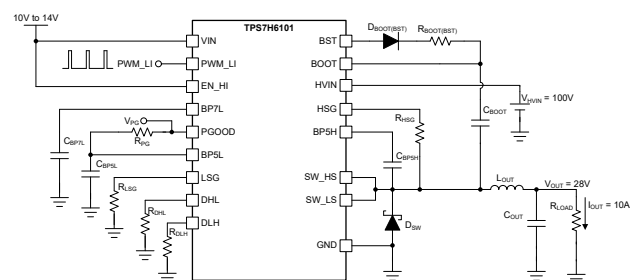 10V to 14V
TPS7H6101
VIN
PWM_LI
PWM_LI
EN_HI
BP7L
PGOOD
BP5L
LSG
DHL
DLH
BST
BOOT
HVIN
HSG
BP5H
SW_HS
SW_LS
GND
VPG
RPG
CBP7L
CBP5L
RLSG
RDHL
RDLH
DBOOT(BST)
RBOOT(BST)
VHVIN = 100V
CBOOT
RHSG
CBP5H
DSW
LOUT
VOUT = 28V
COUT
RLOAD
IOUT = 10A